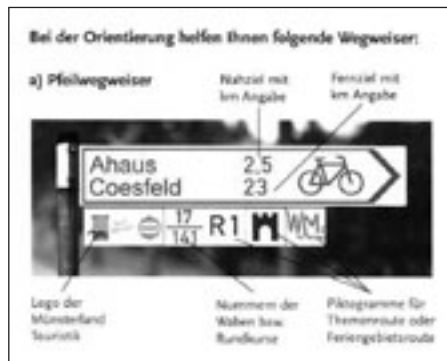 Bei der Orientierung helfen Ihnen folgende Wegweiser:
a) Pfeilwegweiser
Nahziel mit
km Angabe
Fernziel mit
km Angabe
Ahaus 2,5
Coesfeld 23
17
141
R1
WM.
Logo der
Münsterland
Touristik
Nummern der
Waben bzw.
Rundkurse
Piktogramme für
Themenroute oder
Feriengebietsroute